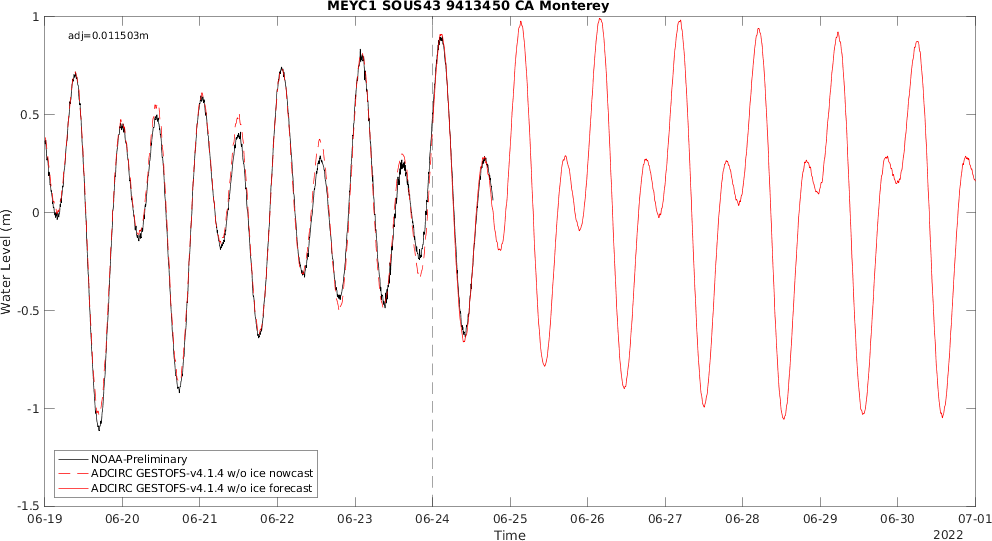 MEYC1 SOUS43 9413450 CA Monterey
adj=0.011503m
Water Level (m)
1
0.5
0
-0.5
-1
-1.5
NOAA-Preliminary
ADCIRC GESTOFS-v4.1.4 w/o ice nowcast
ADCIRC GESTOFS-v4.1.4 w/o ice forecast
06-19 06-20 06-21 06-22 06-23 06-24 06-25 06-26 06-27 06-28 06-29 06-30 07-01
Time
2022